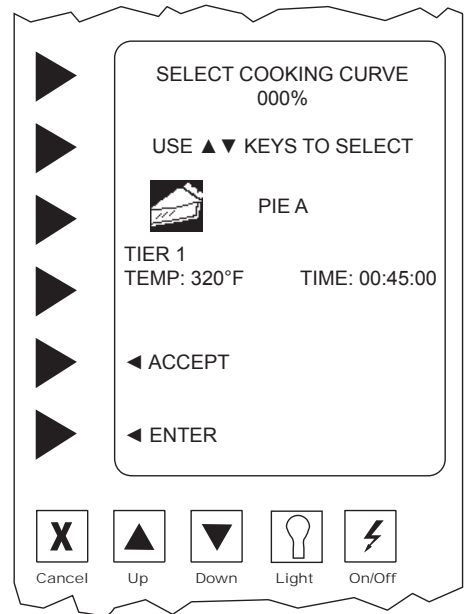 SELECT COOKING CURVE
000%
USE ▲▼ KEYS TO SELECT
PIE A
TIER 1
TEMP: 320°F TIME: 00:45:00
◄ ACCEPT
◄ ENTER
X
Cancel Up Down Light On/Off